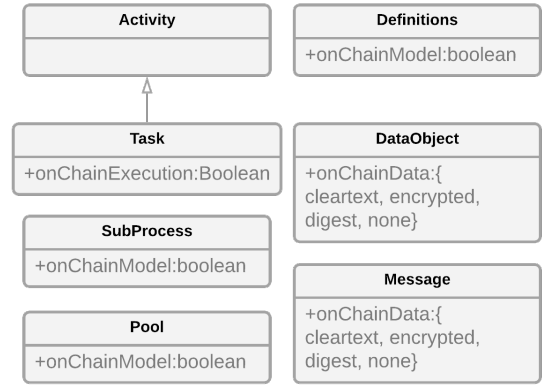 Activity
Task
+onChainExecution:Boolean
SubProcess
+onChainModel:boolean
Pool
+onChainModel:boolean
Definitions
+onChainModel:boolean
DataObject
+onChainData:{
cleartext, encrypted,
digest, none}
Message
+onChainData:{
cleartext, encrypted,
digest, none}